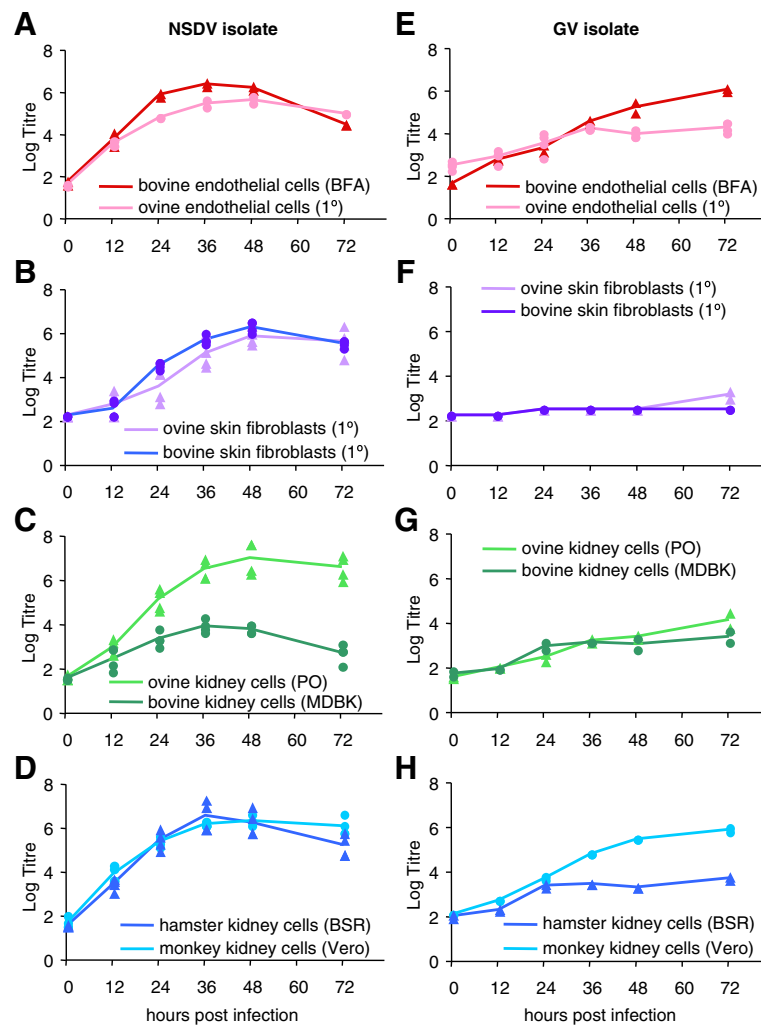 A
NSDV isolate
8
6
4
2
0
Log Titre
bovine endothelial cells (BFA)
ovine endothelial cells (1º)
0 12 24 36 48 60 72
E
GV isolate
8
6
4
2
0
Log Titre
bovine endothelial cells (BFA)
ovine endothelial cells (1º)
0 12 24 36 48 60 72
B
8
6
4
2
0
Log Titre
ovine skin fibroblasts (1º)
bovine skin fibroblasts (1º)
0 12 24 36 48 60 72
F
ovine skin fibroblasts (1º)
bovine skin fibroblasts (1º)
8
6
4
2
0
Log Titre
0 12 24 36 48 60 72
C
8
6
4
2
0
Log Titre
ovine kidney cells (PO)
bovine kidney cells (MDBK)
0 12 24 36 48 60 72
G
ovine kidney cells (PO)
bovine kidney cells (MDBK)
8
6
4
2
0
Log Titre
0 12 24 36 48 60 72
D
8
6
4
2
0
Log Titre
hamster kidney cells (BSR)
monkey kidney cells (Vero)
0 12 24 36 48 60 72
hours post infection
H
8
6
4
2
0
Log Titre
hamster kidney cells (BSR)
monkey kidney cells (Vero)
0 12 24 36 48 60 72
hours post infection